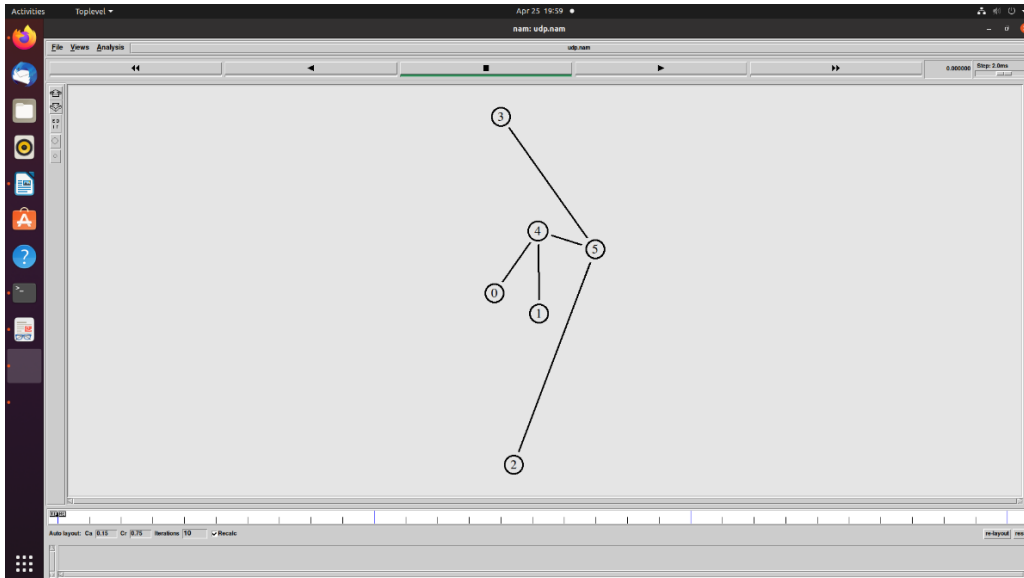 Activities Toplevel Apr 25 19:59
nam: udp.nam
File Views Analysis udp.nam
0.000000 Step: 2.0ms
3
4
5
0
1
2
Auto layout: Ca 0.15 Cr 0.75 Iterations 10 Recalc re-layout res